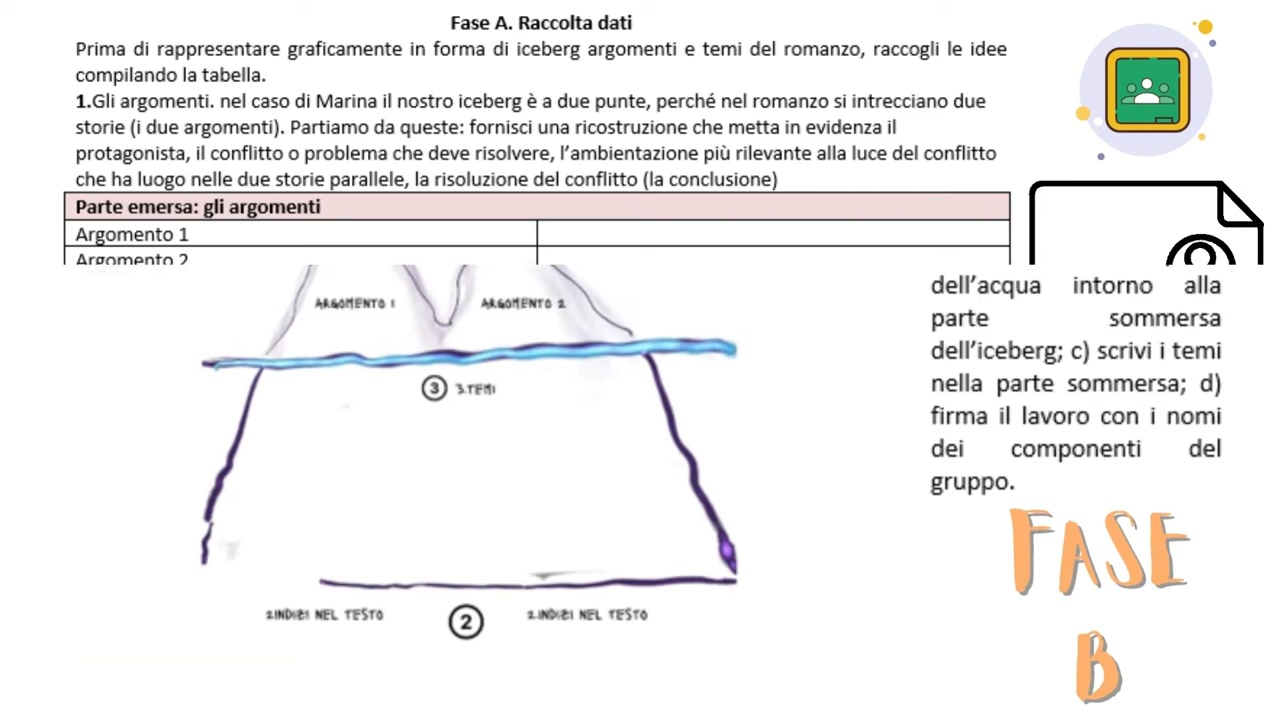 Fase A. Raccolta dati
Prima di rappresentare graficamente in forma di iceberg argomenti e temi del romanzo, raccogli le idee
compilando la tabella.
1.Gli argomenti. nel caso di Marina il nostro iceberg è a due punte, perché nel romanzo si intrecciano due
storie (i due argomenti). Partiamo da queste: fornisci una ricostruzione che metta in evidenza il
protagonista, il conflitto o problema che deve risolvere, l'ambientazione più rilevante alla luce del conflitto
che ha luogo nelle due storie parallele, la risoluzione del conflitto (la conclusione)
Parte emersa: gli argomenti
Argomento 1
Argomento 2
ARGOMENTO 1
ARGOMENTO 2
3 3.TEMI
2.INDIZI NEL TESTO
2
2.INDIZI NEL TESTO
dell'acqua intorno alla
parte sommersa
dell'iceberg; c) scrivi i temi
nella parte sommersa; d)
firma il lavoro con i nomi
dei componenti del
gruppo.
FASE
B